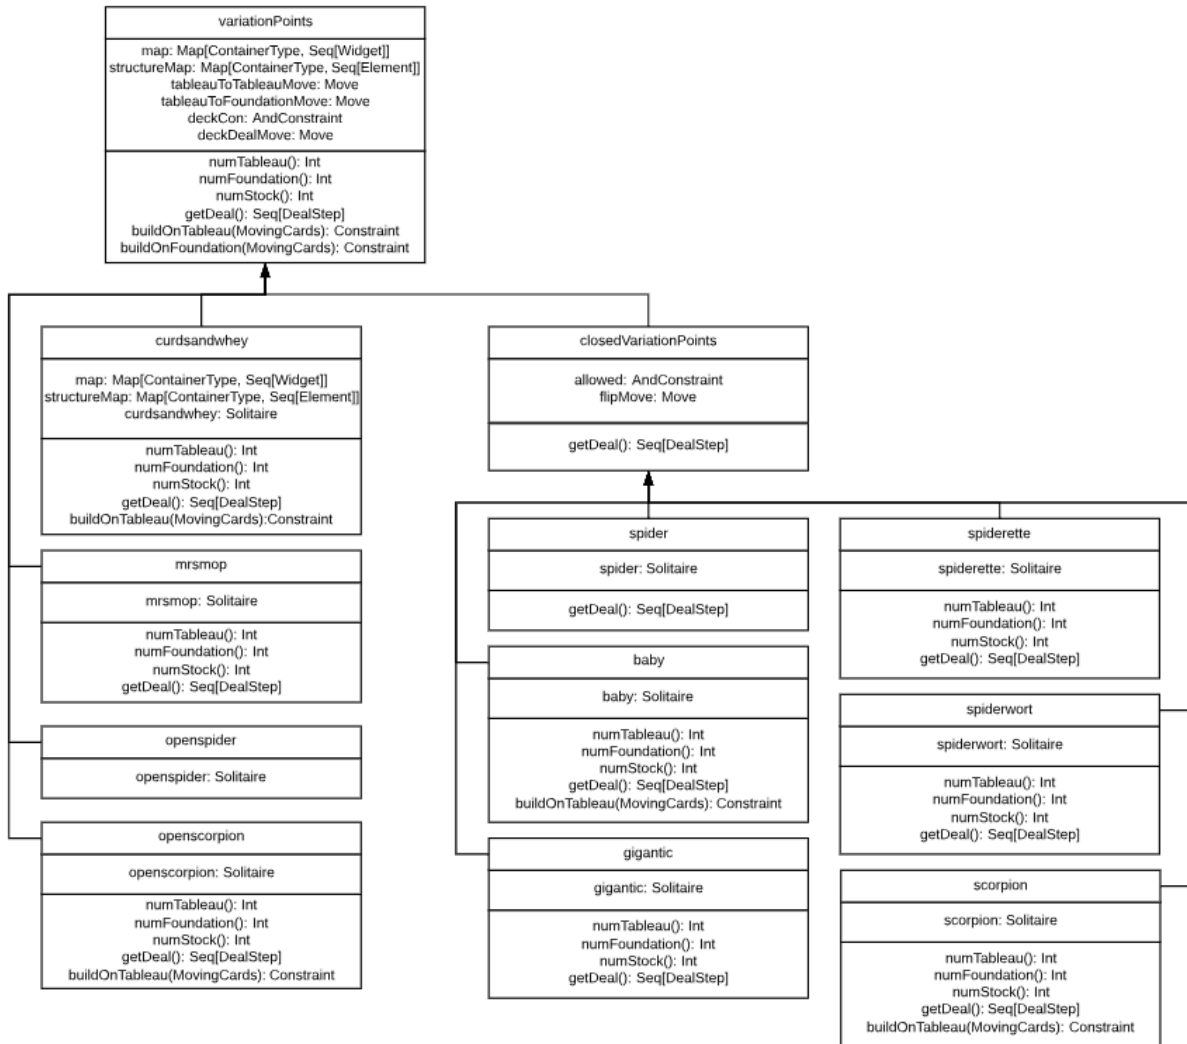 variationPoints
map: Map[ContainerType, Seq[Widget]]
structureMap: Map[ContainerType, Seq[Element]]
tableauToTableauMove: Move
tableauToFoundationMove: Move
deckCon: AndConstraint
deckDealMove: Move
numTableau(): Int
numFoundation(): Int
numStock(): Int
getDeal(): Seq[DealStep]
buildOnTableau(MovingCards): Constraint
buildOnFoundation(MovingCards): Constraint
curdsandwhey
map: Map[ContainerType, Seq[Widget]]
structureMap: Map[ContainerType, Seq[Element]]
curdsandwhey: Solitaire
numTableau(): Int
numFoundation(): Int
numStock(): Int
getDeal(): Seq[DealStep]
buildOnTableau(MovingCards):Constraint
mrsmop
mrsmop: Solitaire
numTableau(): Int
numFoundation(): Int
numStock(): Int
getDeal(): Seq[DealStep]
openspider
openspider: Solitaire
openscorpion
openscorpion: Solitaire
numTableau(): Int
numFoundation(): Int
numStock(): Int
getDeal(): Seq[DealStep]
buildOnTableau(MovingCards): Constraint
closedVariationPoints
allowed: AndConstraint
flipMove: Move
getDeal(): Seq[DealStep]
spider
spider: Solitaire
getDeal(): Seq[DealStep]
baby
baby: Solitaire
numTableau(): Int
numFoundation(): Int
numStock(): Int
getDeal(): Seq[DealStep]
buildOnTableau(MovingCards): Constraint
gigantic
gigantic: Solitaire
numTableau(): Int
numFoundation(): Int
numStock(): Int
getDeal(): Seq[DealStep]
spiderette
spiderette: Solitaire
numTableau(): Int
numFoundation(): Int
numStock(): Int
getDeal(): Seq[DealStep]
spiderwort
spiderwort: Solitaire
numTableau(): Int
numFoundation(): Int
numStock(): Int
getDeal(): Seq[DealStep]
scorpion
scorpion: Solitaire
numTableau(): Int
numFoundation(): Int
numStock(): Int
getDeal(): Seq[DealStep]
buildOnTableau(MovingCards): Constraint